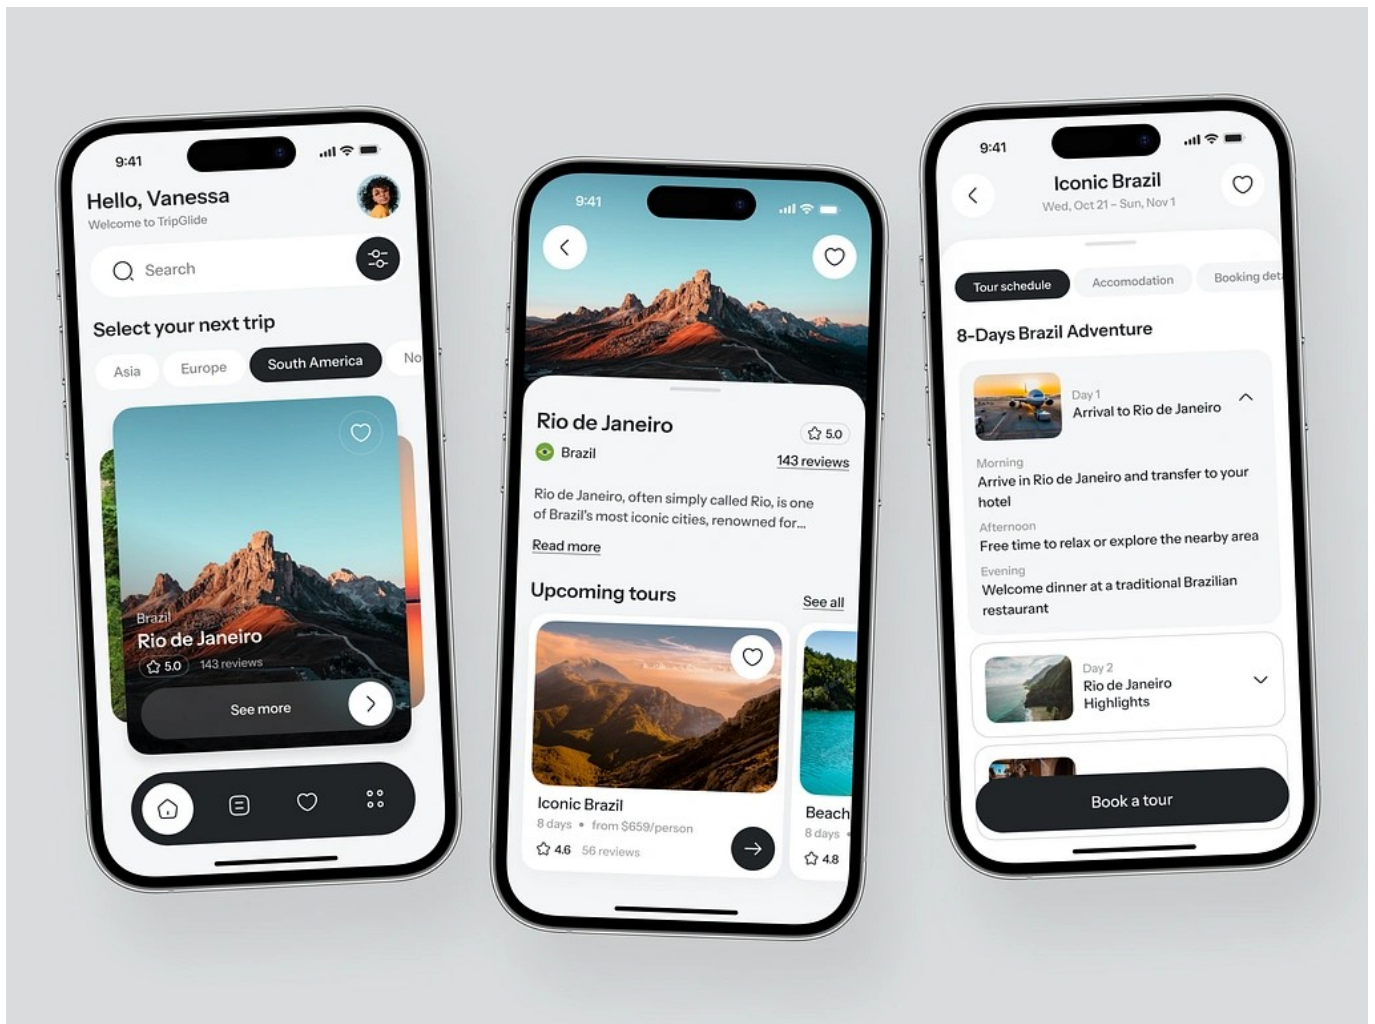 9:41
Hello, Vanessa
Welcome to TripGlide
Search
Select your next trip
Asia
Europe
South America
No
Brazil
Rio de Janeiro
5.0
143 reviews
See more
9:41
Rio de Janeiro
5.0
Brazil
143 reviews
Rio de Janeiro, often simply called Rio, is one
of Brazil's most iconic cities, renowned for...
Read more
Upcoming tours
See all
Iconic Brazil
8 days • from $659/person
4.6 56 reviews
Beach
8 days •
4.8
9:41
Iconic Brazil
Wed, Oct 21 – Sun, Nov 1
Tour schedule
Accomodation
Booking deta
8-Days Brazil Adventure
Day 1
Arrival to Rio de Janeiro
Morning
Arrive in Rio de Janeiro and transfer to your
hotel
Afternoon
Free time to relax or explore the nearby area
Evening
Welcome dinner at a traditional Brazilian
restaurant
Day 2
Rio de Janeiro
Highlights
Book a tour